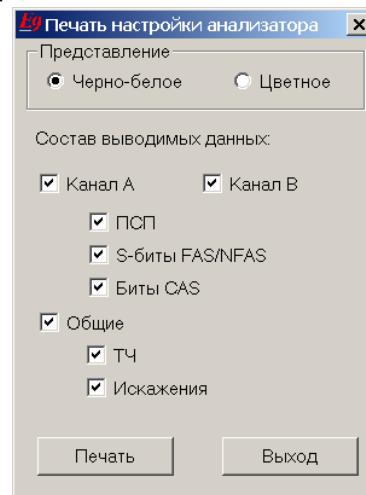 E9 Печать настройки анализатора
Представление
Черно-белое Цветное
Состав выводимых данных:
Канал A Канал B
ПСП
S-биты FAS/NFAS
Биты CAS
Общие
ТЧ
Искажения
Печать Выход